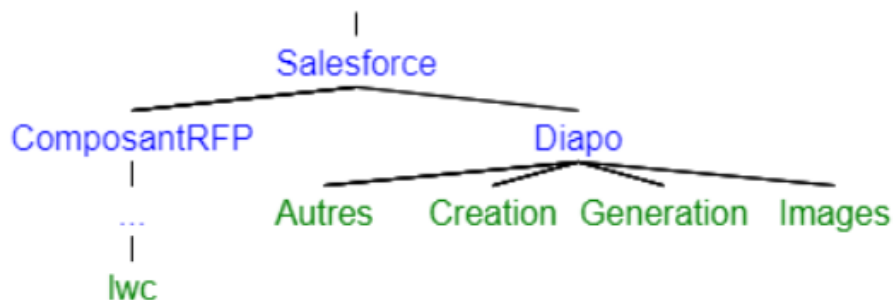 Salesforce
ComposantRFP Diapo
... Autres Creation Generation Images
lwc